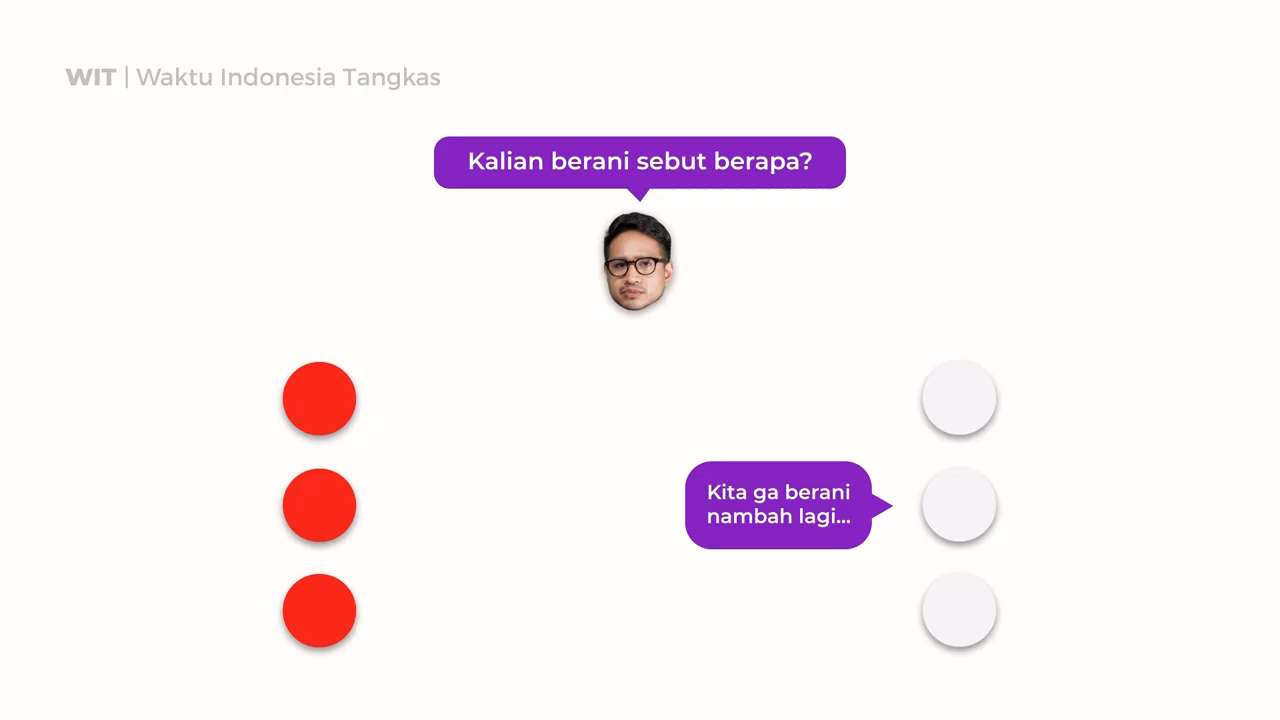 WIT | Waktu Indonesia Tangkas
Kalian berani sebut berapa?
Kita ga berani
nambah lagi...